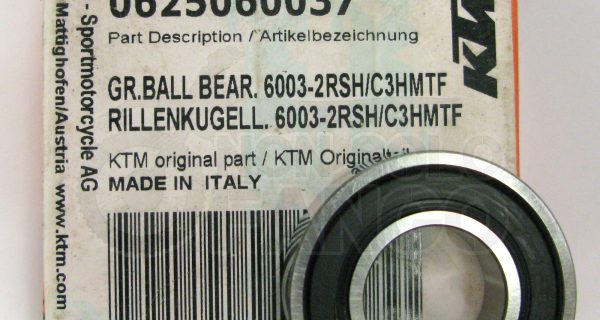 0625060037
KTM
Part Description / Artikelbezeichnung
GR.BALL BEAR. 6003-2RSH/C3HMTF
RILLENKUGELL. 6003-2RSH/C3HMTF
KTM original part / KTM Originalteil
MADE IN ITALY
- Sportmotorcycle AG
Mattighofen/Austria www.ktm.com